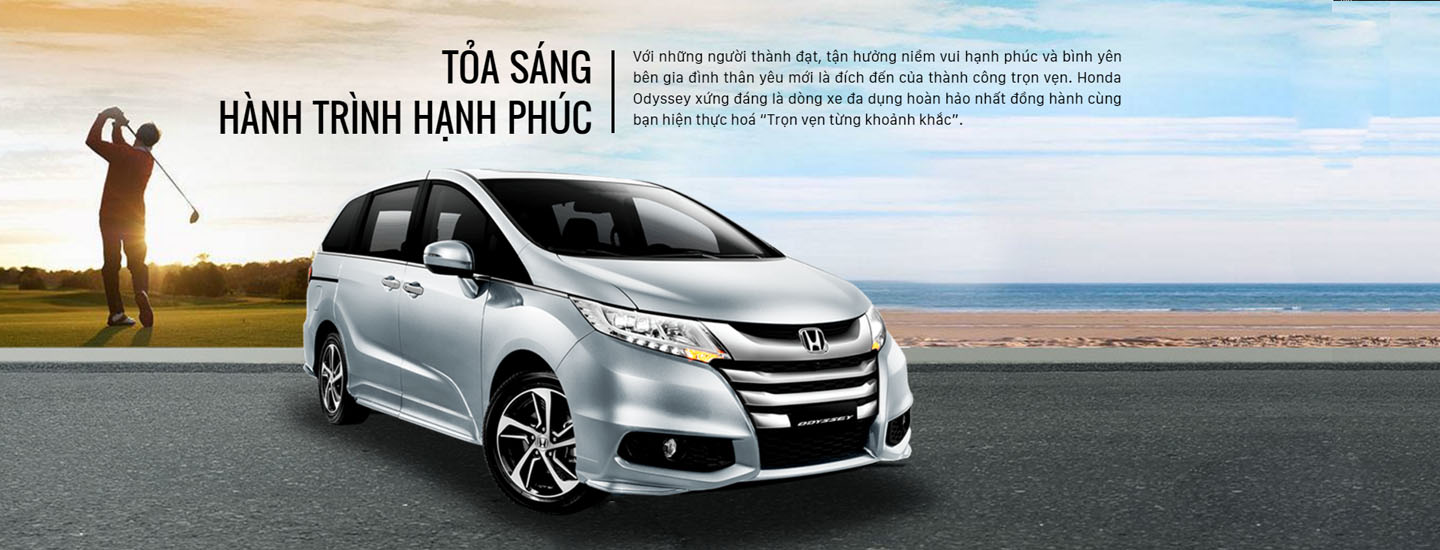 TỎA SÁNG
HÀNH TRÌNH HẠNH PHÚC
Với những người thành đạt, tận hưởng niềm vui hạnh phúc và bình yên
bên gia đình thân yêu mới là đích đến của thành công trọn vẹn. Honda
Odyssey xứng đáng là dòng xe đa dụng hoàn hảo nhất đồng hành cùng
bạn hiện thực hoá “Trọn vẹn từng khoảnh khắc”.
ODYSSEY